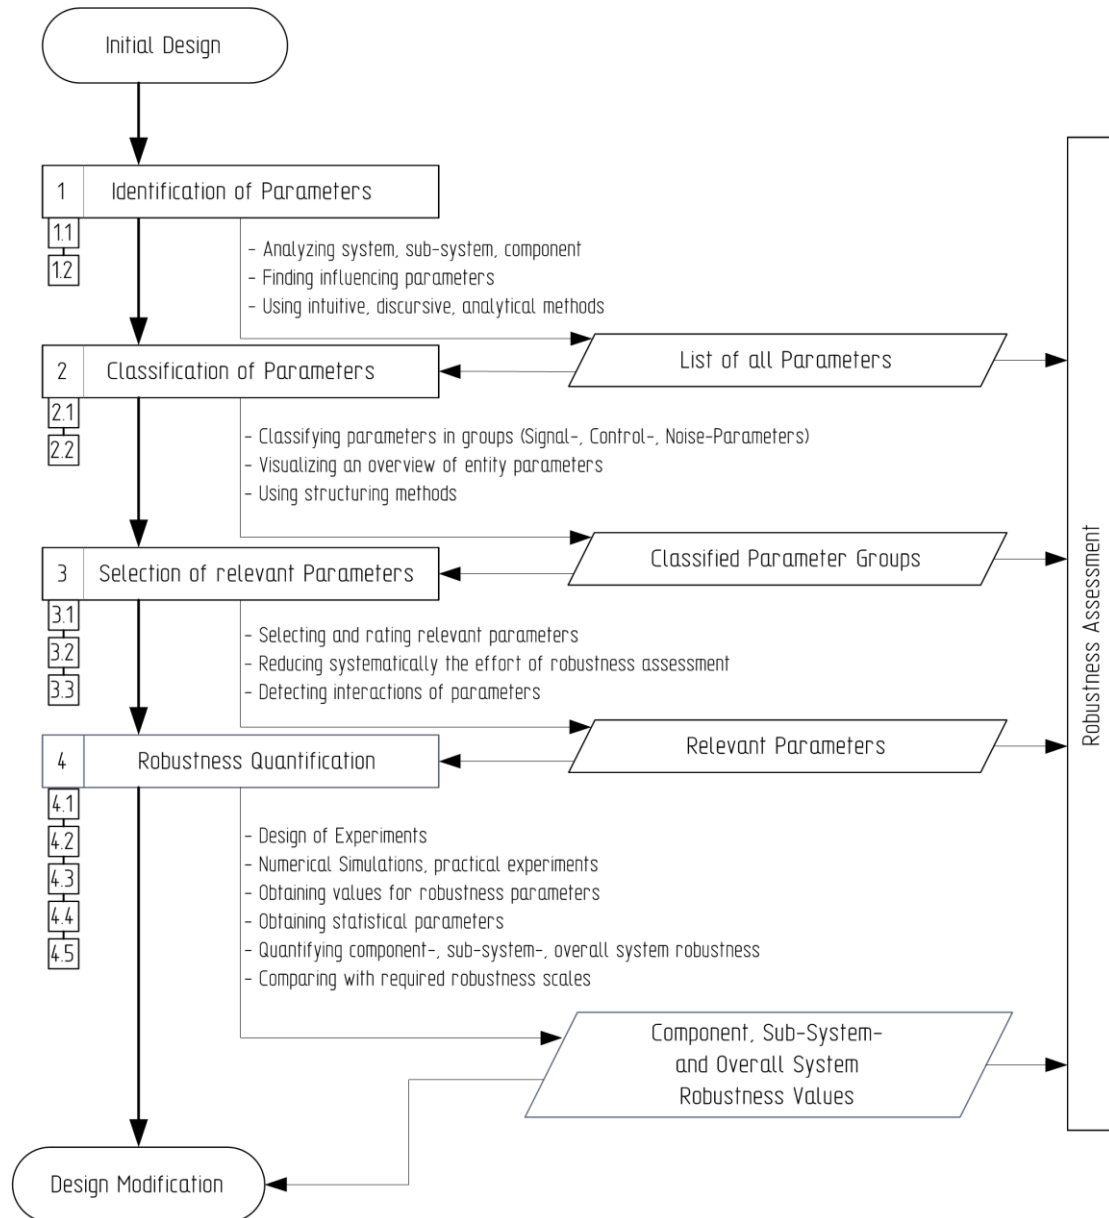 Initial Design
1 Identification of Parameters
1.1
1.2
- Analyzing system, sub-system, component
- Finding influencing parameters
- Using intuitive, discursive, analytical methods
List of all Parameters
2 Classification of Parameters
2.1
2.2
- Classifying parameters in groups (Signal-, Control-, Noise-Parameters)
- Visualizing an overview of entity parameters
- Using structuring methods
Classified Parameter Groups
3 Selection of relevant Parameters
3.1
3.2
3.3
- Selecting and rating relevant parameters
- Reducing systematically the effort of robustness assessment
- Detecting interactions of parameters
Relevant Parameters
4 Robustness Quantification
4.1
4.2
4.3
4.4
4.5
- Design of Experiments
- Numerical Simulations, practical experiments
- Obtaining values for robustness parameters
- Obtaining statistical parameters
- Quantifying component-, sub-system-, overall system robustness
- Comparing with required robustness scales
Component, Sub-System-
and Overall System
Robustness Values
Design Modification
Robustness Assessment